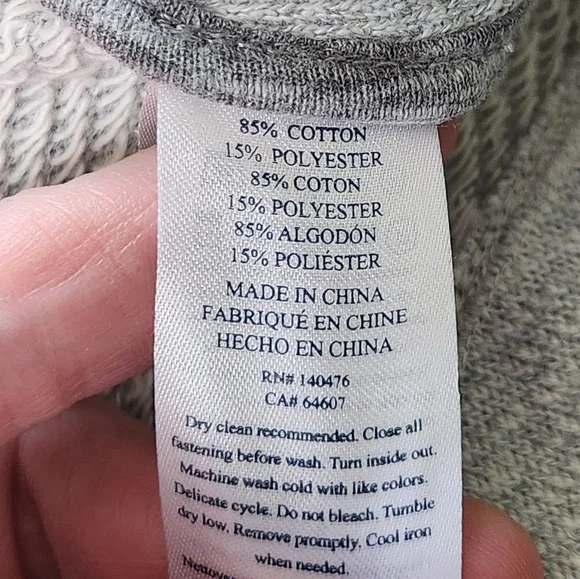 85% COTTON
15% POLYESTER
85% COTON
15% POLYESTER
85% ALGODÓN
15% POLIÉSTER
MADE IN CHINA
FABRIQUÉ EN CHINE
HECHO EN CHINA
RN# 140476
CA# 64607
Dry clean recommended. Close all
fastening before wash. Turn inside out.
Machine wash cold with like colors.
Delicate cycle. Do not bleach. Tumble
dry low. Remove promptly. Cool iron
when needed.